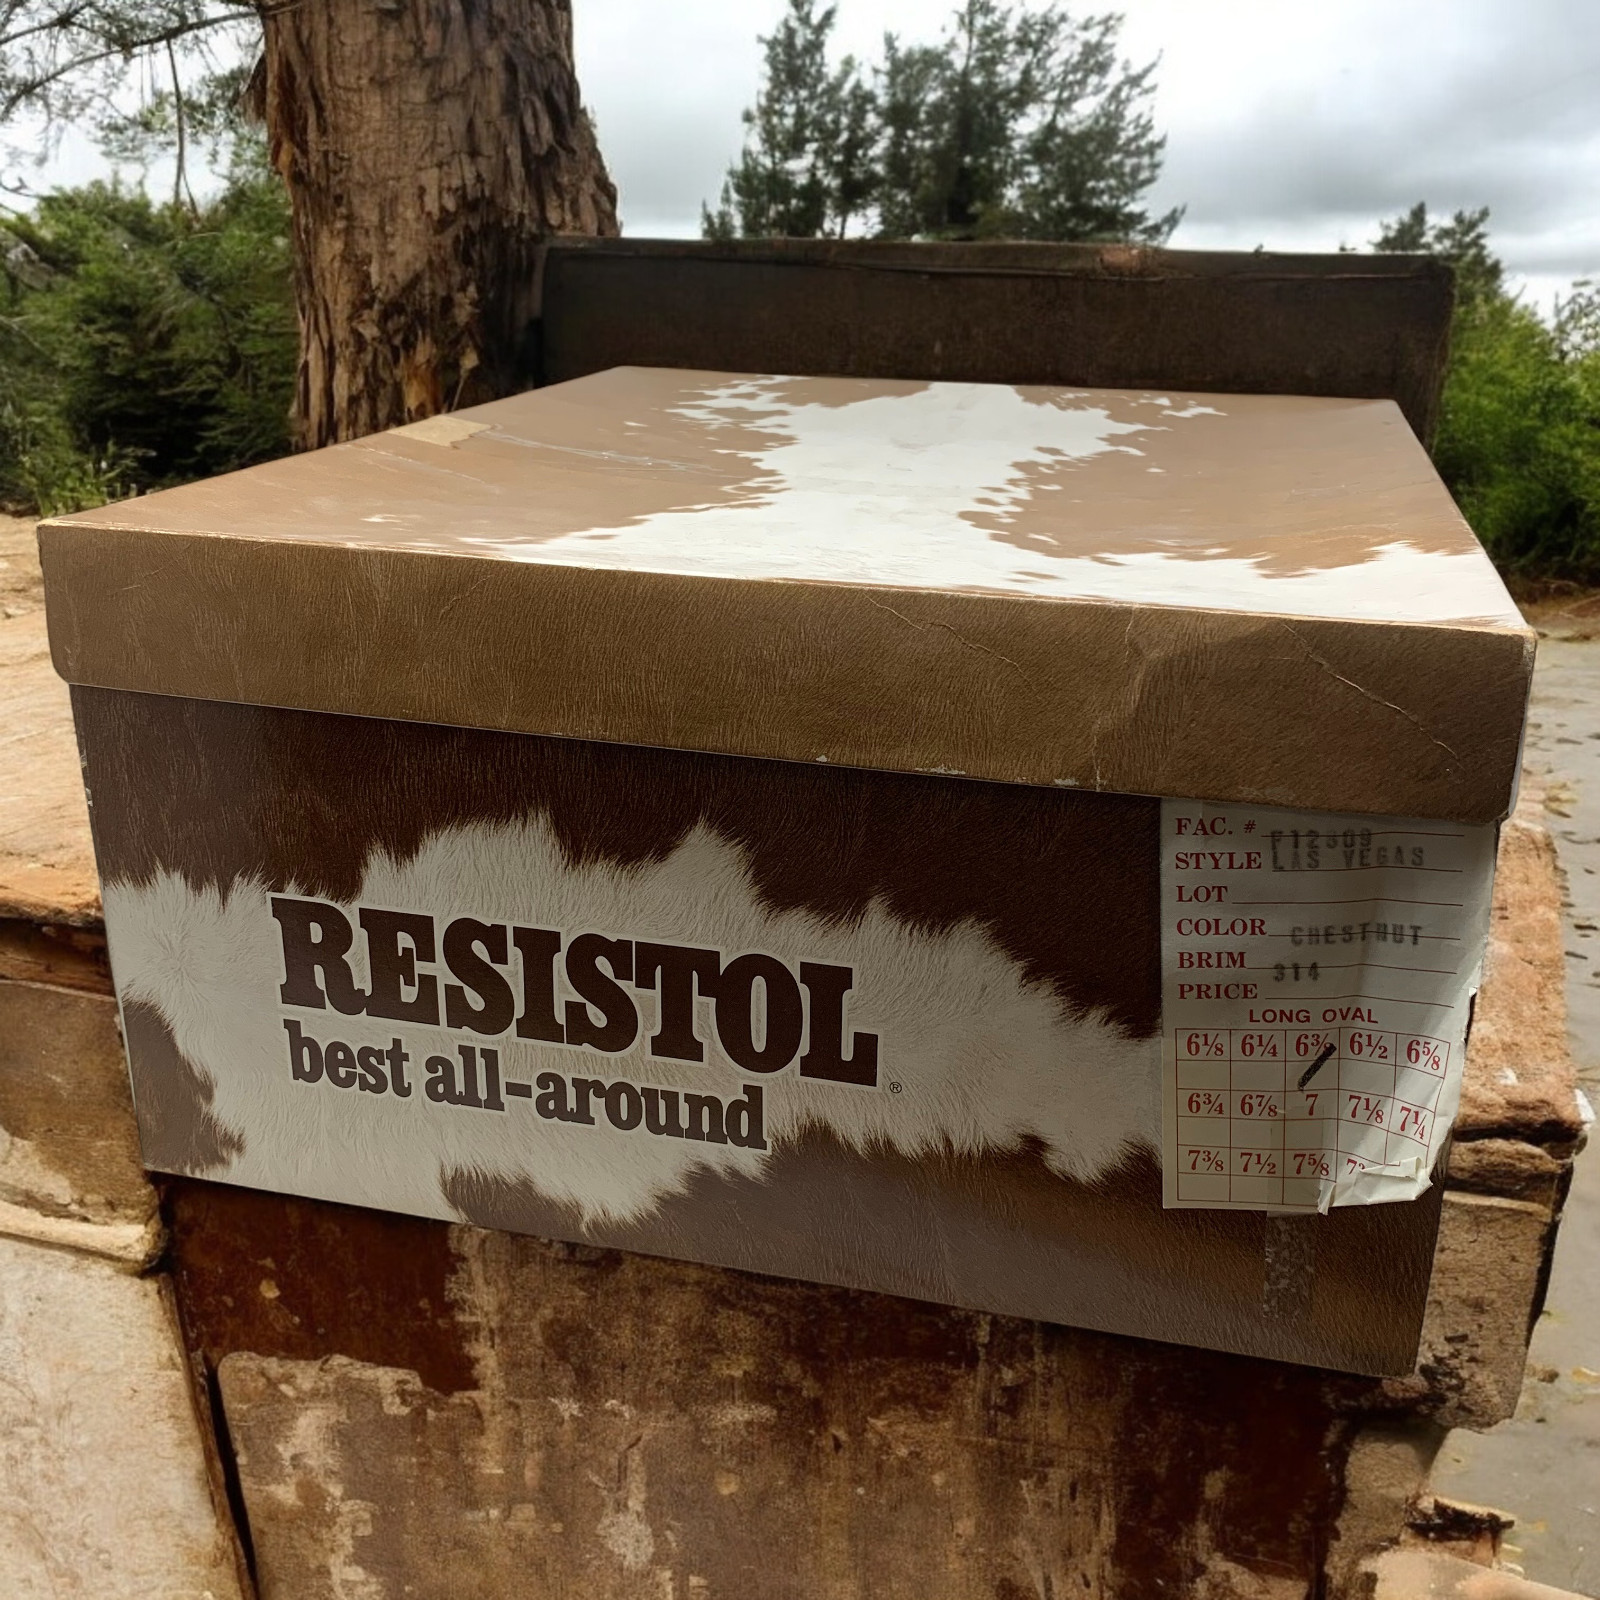 RESISTOL
best all-around ®
FAC. # F12309
STYLE LAS VEGAS
LOT
COLOR CHESTNUT
BRIM 314
PRICE
LONG OVAL
6⅛ 6¼ 6⅜ 6½ 6⅝
6¾ 6⅞ 7 7⅛ 7¼
7⅜ 7½ 7⅝